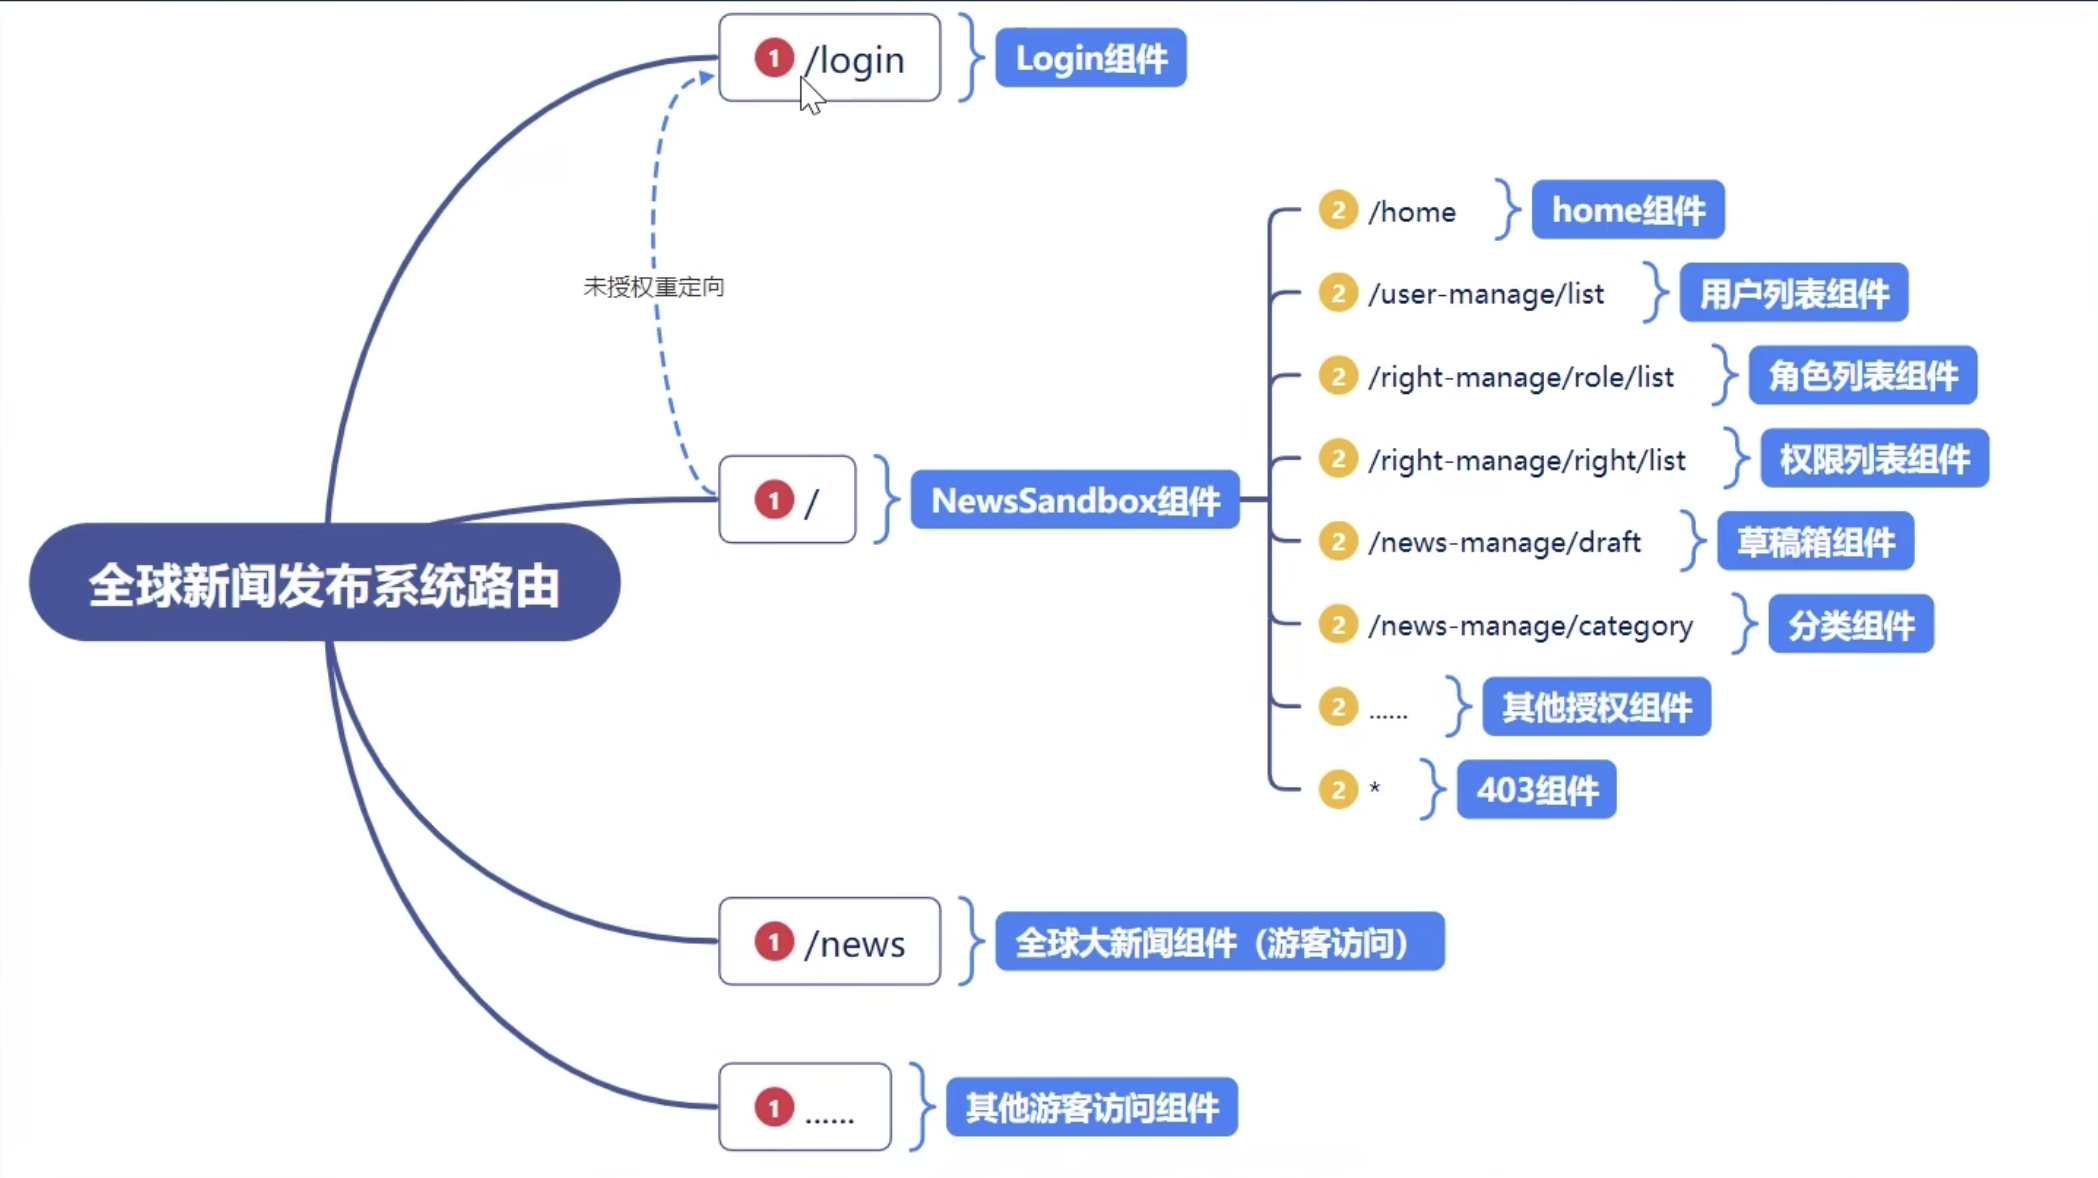 1 /login
Login组件
2 /home
home组件
未授权重定向
2 /user-manage/list
用户列表组件
2 /right-manage/role/list
角色列表组件
2 /right-manage/right/list
权限列表组件
1 /
NewsSandbox组件
2 /news-manage/draft
草稿箱组件
全球新闻发布系统路由
2 /news-manage/category
分类组件
2 ......
其他授权组件
2 *
403组件
1 /news
全球大新闻组件（游客访问）
1 ......
其他游客访问组件